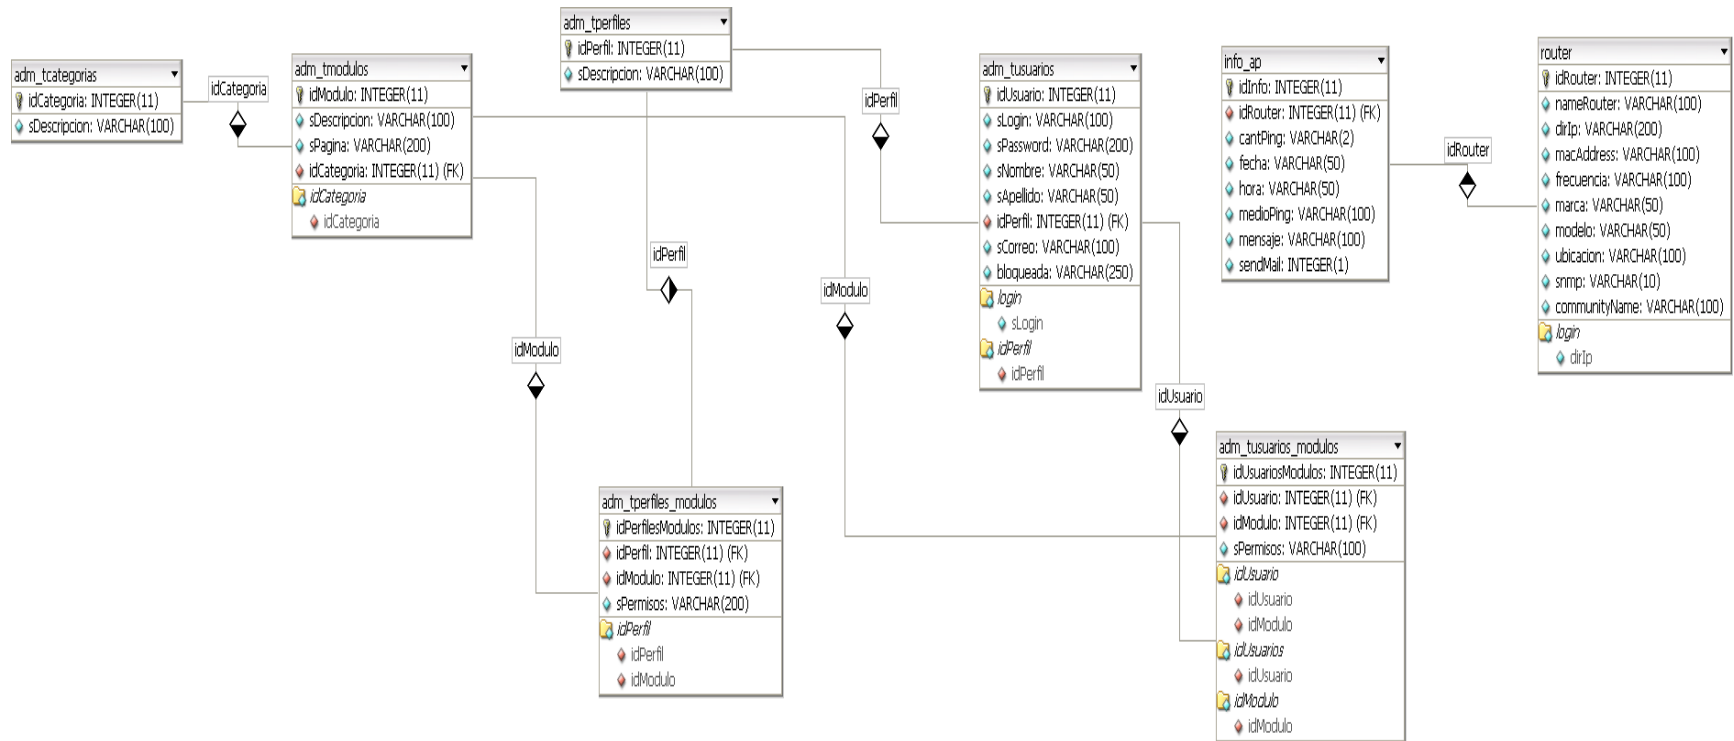 adm_tcategorias
idCategoria: INTEGER(11)
sDescripcion: VARCHAR(100)
idCategoria
adm_tmodulos
idModulo: INTEGER(11)
sDescripcion: VARCHAR(100)
sPagina: VARCHAR(200)
idCategoria: INTEGER(11) (FK)
idCategoria
idCategoria
adm_tperfiles
idPerfil: INTEGER(11)
sDescripcion: VARCHAR(100)
idPerfil
idPerfil
idModulo
idModulo
adm_tusuarios
idUsuario: INTEGER(11)
sLogin: VARCHAR(100)
sPassword: VARCHAR(200)
sNombre: VARCHAR(50)
sApellido: VARCHAR(50)
idPerfil: INTEGER(11) (FK)
sCorreo: VARCHAR(100)
bloqueada: VARCHAR(250)
login
sLogin
idPerfil
idPerfil
info_ap
idInfo: INTEGER(11)
idRouter: INTEGER(11) (FK)
cantPing: VARCHAR(2)
fecha: VARCHAR(50)
hora: VARCHAR(50)
medioPing: VARCHAR(100)
mensaje: VARCHAR(100)
sendMail: INTEGER(1)
idRouter
router
idRouter: INTEGER(11)
nameRouter: VARCHAR(100)
dirIp: VARCHAR(200)
macAddress: VARCHAR(100)
frecuencia: VARCHAR(100)
marca: VARCHAR(50)
modelo: VARCHAR(50)
ubicacion: VARCHAR(100)
snmp: VARCHAR(10)
communityName: VARCHAR(100)
login
dirIp
idUsuario
adm_tperfiles_modulos
idPerfilesModulos: INTEGER(11)
idPerfil: INTEGER(11) (FK)
idModulo: INTEGER(11) (FK)
sPermisos: VARCHAR(200)
idPerfil
idPerfil
idModulo
adm_tusuarios_modulos
idUsuariosModulos: INTEGER(11)
idUsuario: INTEGER(11) (FK)
idModulo: INTEGER(11) (FK)
sPermisos: VARCHAR(100)
idUsuario
idUsuario
idModulo
idUsuarios
idUsuario
idModulo
idModulo